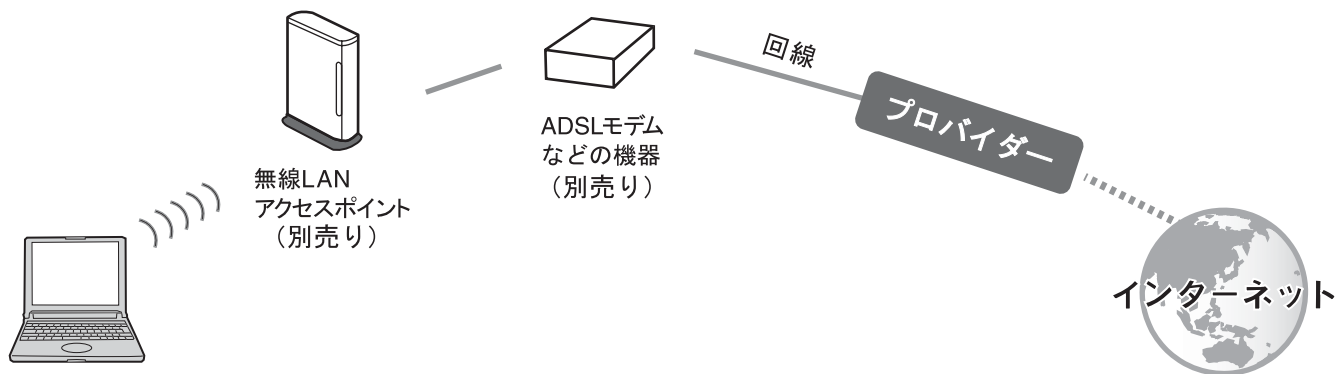 無線LAN
アクセスポイント
（別売り）
ADSLモデム
などの機器
（別売り）
回線
プロバイダー
インターネット